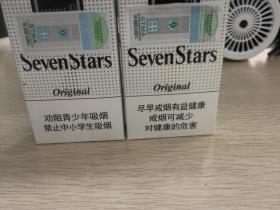 SevenStars
Original
劝阻青少年吸烟
禁止中小学生吸烟
SevenStars
Original
尽早戒烟有益健康
戒烟可减少
对健康的危害